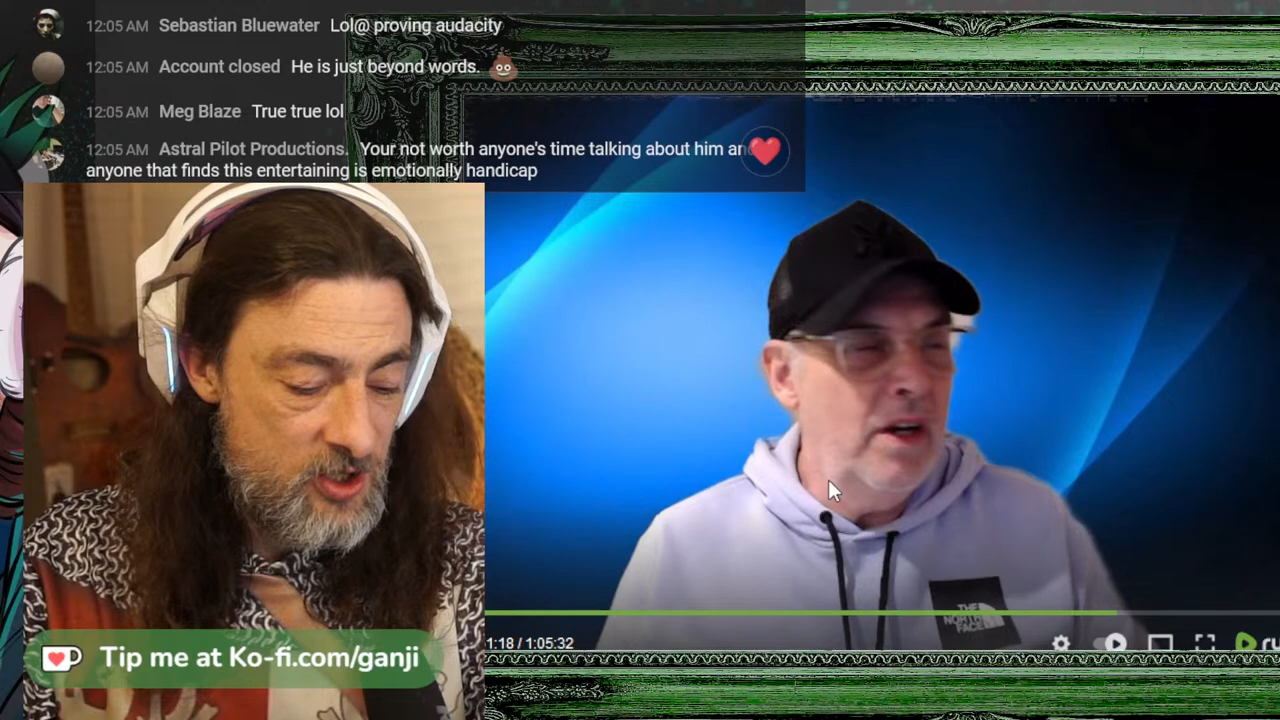 12:05 AM Sebastian Bluewater Lol@ proving audacity
12:05 AM Account closed He is just beyond words. 💩
12:05 AM Meg Blaze True true lol
12:05 AM Astral Pilot Productions. Your not worth anyone's time talking about him and
anyone that finds this entertaining is emotionally handicap
THE
NORTH
FACE
1:18 / 1:05:32
Tip me at Ko-fi.com/ganji